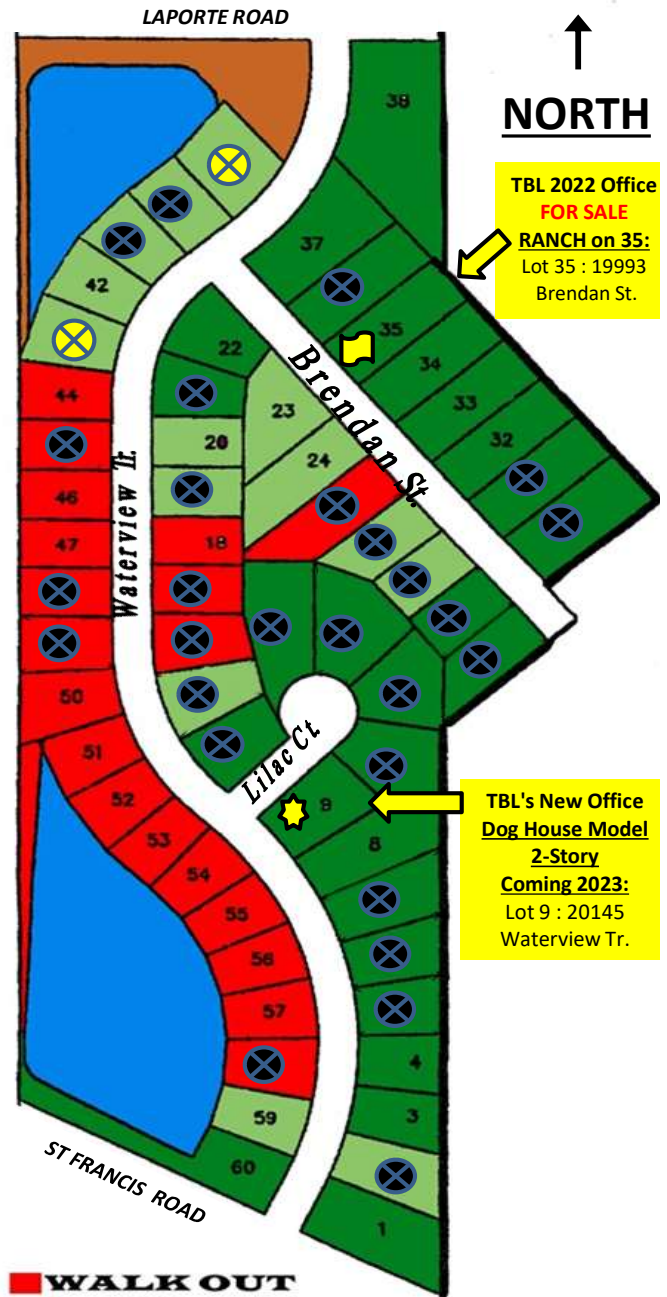 LAPORTE ROAD
NORTH
38
TBL 2022 Office
FOR SALE
RANCH on 35:
Lot 35 : 19993
Brendan St.
37
42
35
22
34
44
23
33
20
32
24
46
Brendan St.
Waterview Tr.
47
18
50
51
Lilac Ct
52
9
53
8
54
TBL's New Office
Dog House Model
2-Story
Coming 2023:
Lot 9 : 20145
Waterview Tr.
55
56
57
4
59
3
60
1
ST FRANCIS ROAD
WALK OUT